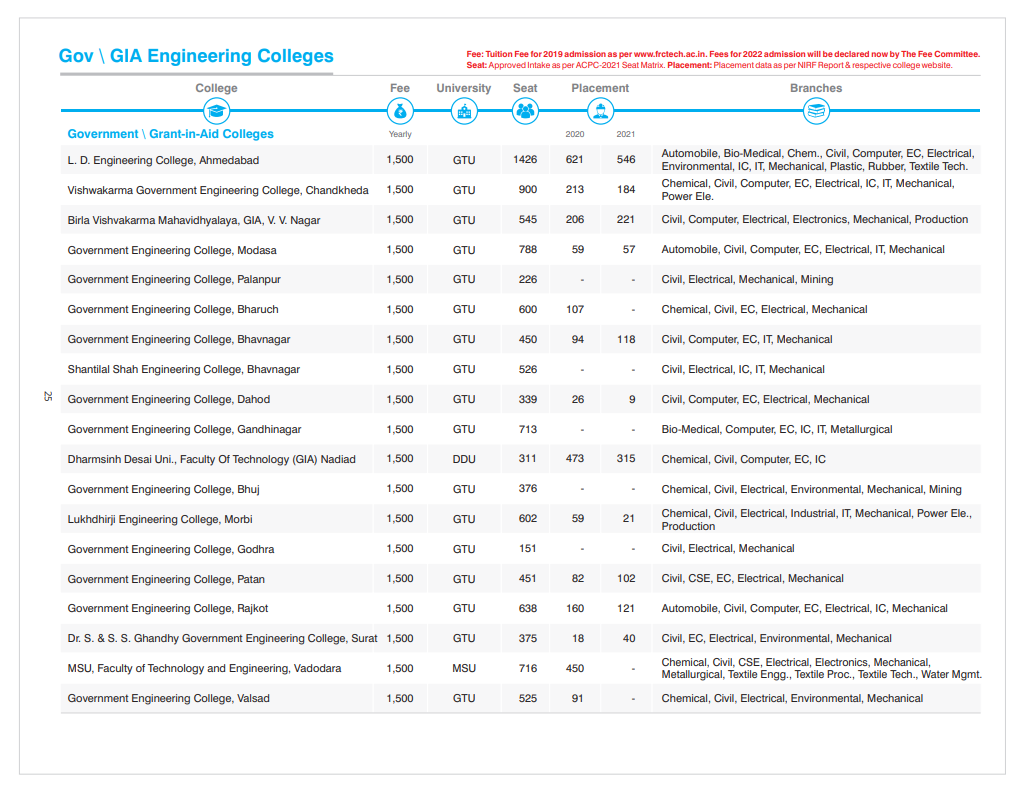 Gov \ GIA Engineering Colleges
Fee: Tuition Fee for 2019 admission as per www.frctech.ac.in. Fees for 2022 admission will be declared now by The Fee Committee.
Seat: Approved Intake as per ACPC-2021 Seat Matrix. Placement: Placement data as per NIRF Report & respective college website.
College Fee University Seat Placement Branches
Government \ Grant-in-Aid Colleges Yearly 2020 2021
L. D. Engineering College, Ahmedabad 1,500 GTU 1426 621 546 Automobile, Bio-Medical, Chem., Civil, Computer, EC, Electrical,
Environmental, IC, IT, Mechanical, Plastic, Rubber, Textile Tech.
Vishwakarma Government Engineering College, Chandkheda 1,500 GTU 900 213 184 Chemical, Civil, Computer, EC, Electrical, IC, IT, Mechanical,
Power Ele.
Birla Vishvakarma Mahavidhyalaya, GIA, V. V. Nagar 1,500 GTU 545 206 221 Civil, Computer, Electrical, Electronics, Mechanical, Production
Government Engineering College, Modasa 1,500 GTU 788 59 57 Automobile, Civil, Computer, EC, Electrical, IT, Mechanical
Government Engineering College, Palanpur 1,500 GTU 226 - - Civil, Electrical, Mechanical, Mining
Government Engineering College, Bharuch 1,500 GTU 600 107 - Chemical, Civil, EC, Electrical, Mechanical
Government Engineering College, Bhavnagar 1,500 GTU 450 94 118 Civil, Computer, EC, IT, Mechanical
Shantilal Shah Engineering College, Bhavnagar 1,500 GTU 526 - - Civil, Electrical, IC, IT, Mechanical
25
Government Engineering College, Dahod 1,500 GTU 339 26 9 Civil, Computer, EC, Electrical, Mechanical
Government Engineering College, Gandhinagar 1,500 GTU 713 - - Bio-Medical, Computer, EC, IC, IT, Metallurgical
Dharmsinh Desai Uni., Faculty Of Technology (GIA) Nadiad 1,500 DDU 311 473 315 Chemical, Civil, Computer, EC, IC
Government Engineering College, Bhuj 1,500 GTU 376 - - Chemical, Civil, Electrical, Environmental, Mechanical, Mining
Lukhdhirji Engineering College, Morbi 1,500 GTU 602 59 21 Chemical, Civil, Electrical, Industrial, IT, Mechanical, Power Ele.,
Production
Government Engineering College, Godhra 1,500 GTU 151 - - Civil, Electrical, Mechanical
Government Engineering College, Patan 1,500 GTU 451 82 102 Civil, CSE, EC, Electrical, Mechanical
Government Engineering College, Rajkot 1,500 GTU 638 160 121 Automobile, Civil, Computer, EC, Electrical, IC, Mechanical
Dr. S. & S. S. Ghandhy Government Engineering College, Surat 1,500 GTU 375 18 40 Civil, EC, Electrical, Environmental, Mechanical
MSU, Faculty of Technology and Engineering, Vadodara 1,500 MSU 716 450 - Chemical, Civil, CSE, Electrical, Electronics, Mechanical,
Metallurgical, Textile Engg., Textile Proc., Textile Tech., Water Mgmt.
Government Engineering College, Valsad 1,500 GTU 525 91 - Chemical, Civil, Electrical, Environmental, Mechanical